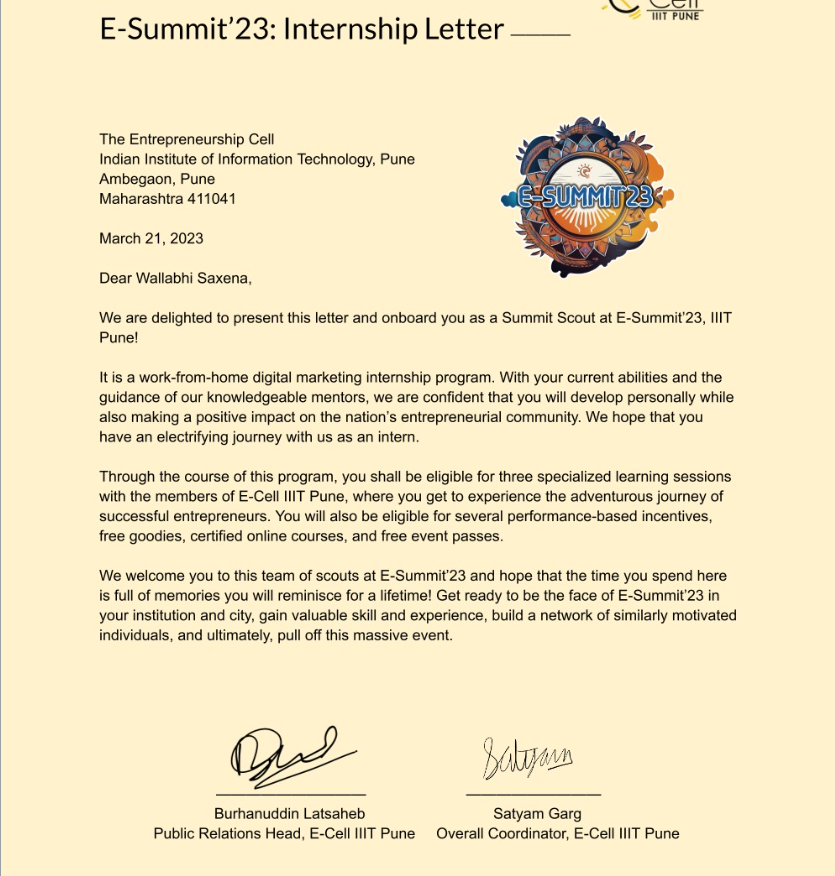 Cell
IIIT PUNE
E-Summit’23: Internship Letter
The Entrepreneurship Cell
Indian Institute of Information Technology, Pune
Ambegaon, Pune
Maharashtra 411041
E-SUMMIT'23
March 21, 2023
Dear Wallabhi Saxena,
We are delighted to present this letter and onboard you as a Summit Scout at E-Summit’23, IIIT
Pune!
It is a work-from-home digital marketing internship program. With your current abilities and the
guidance of our knowledgeable mentors, we are confident that you will develop personally while
also making a positive impact on the nation’s entrepreneurial community. We hope that you
have an electrifying journey with us as an intern.
Through the course of this program, you shall be eligible for three specialized learning sessions
with the members of E-Cell IIIT Pune, where you get to experience the adventurous journey of
successful entrepreneurs. You will also be eligible for several performance-based incentives,
free goodies, certified online courses, and free event passes.
We welcome you to this team of scouts at E-Summit’23 and hope that the time you spend here
is full of memories you will reminisce for a lifetime! Get ready to be the face of E-Summit’23 in
your institution and city, gain valuable skill and experience, build a network of similarly motivated
individuals, and ultimately, pull off this massive event.
Satyam
Burhanuddin Latsaheb
Satyam Garg
Public Relations Head, E-Cell IIIT Pune
Overall Coordinator, E-Cell IIIT Pune